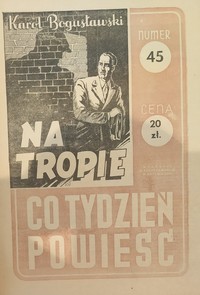 Karol Bogusławski
NUMER
45
CENA
20
zł.
NA
TROPIE
CO TYDZIEŃ
POWIEŚĆ